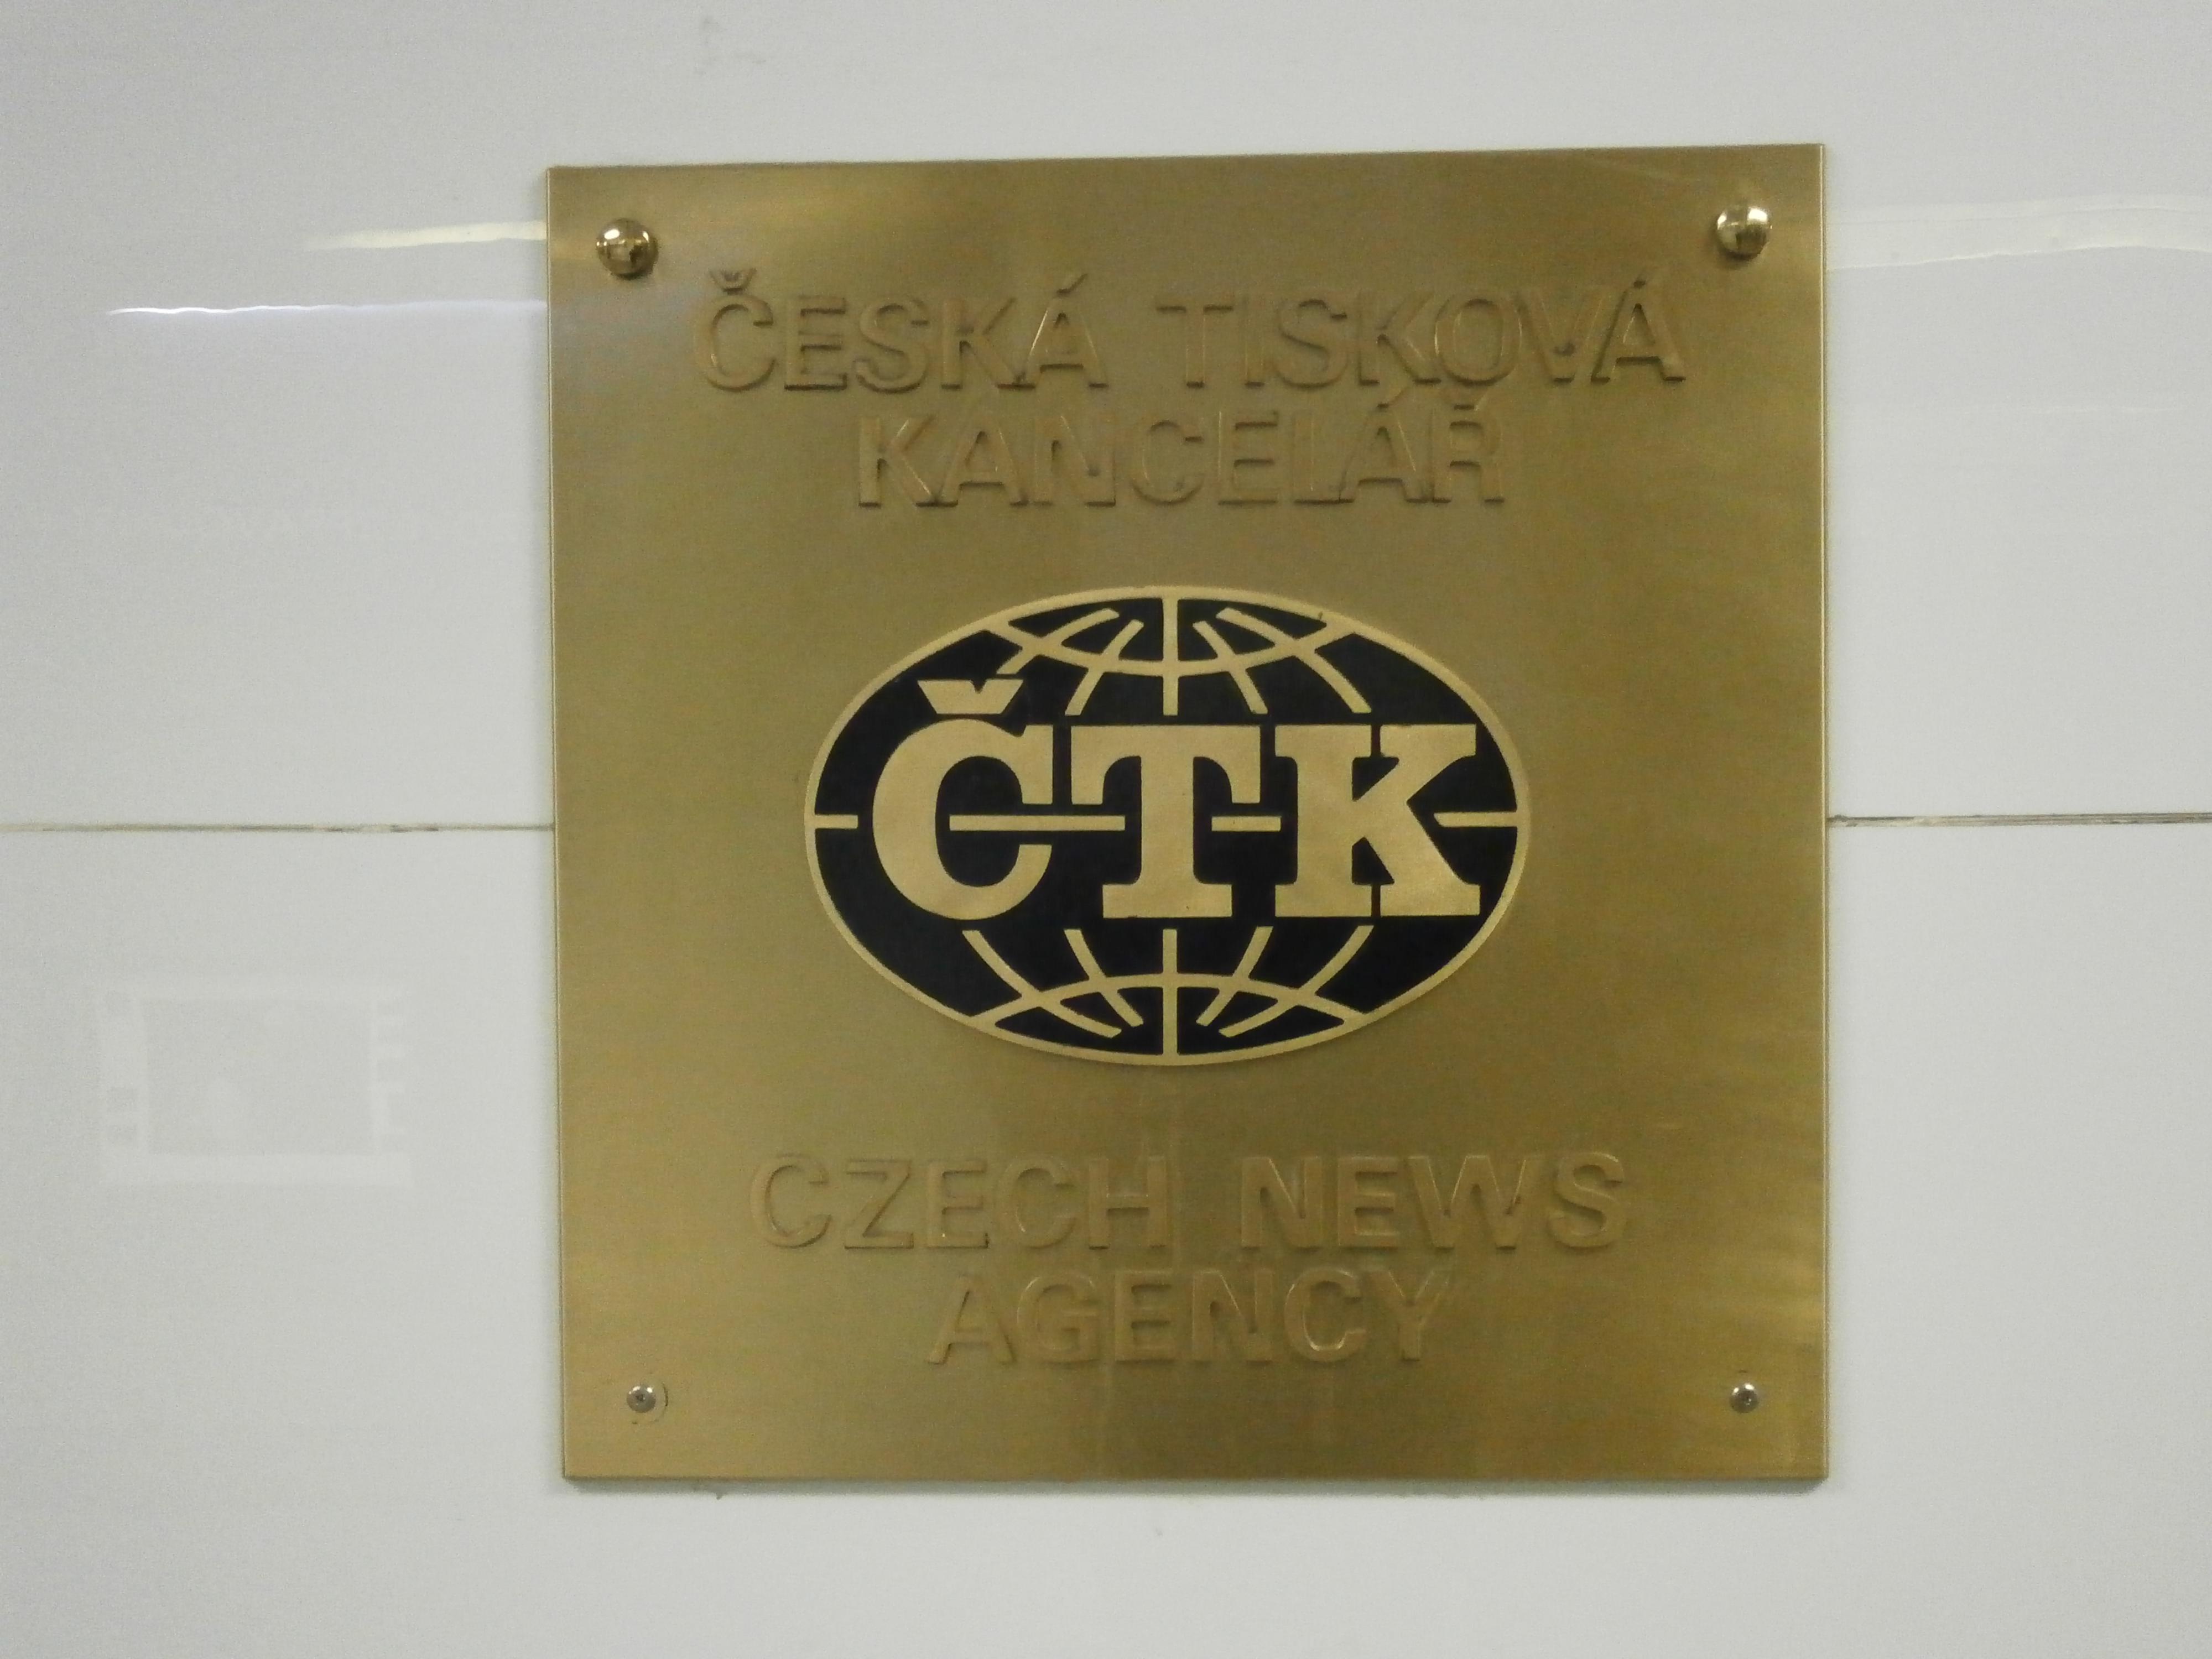 ČESKÁ TISKOVÁ
KANCELÁŘ
ČTK
CZECH NEWS
AGENCY